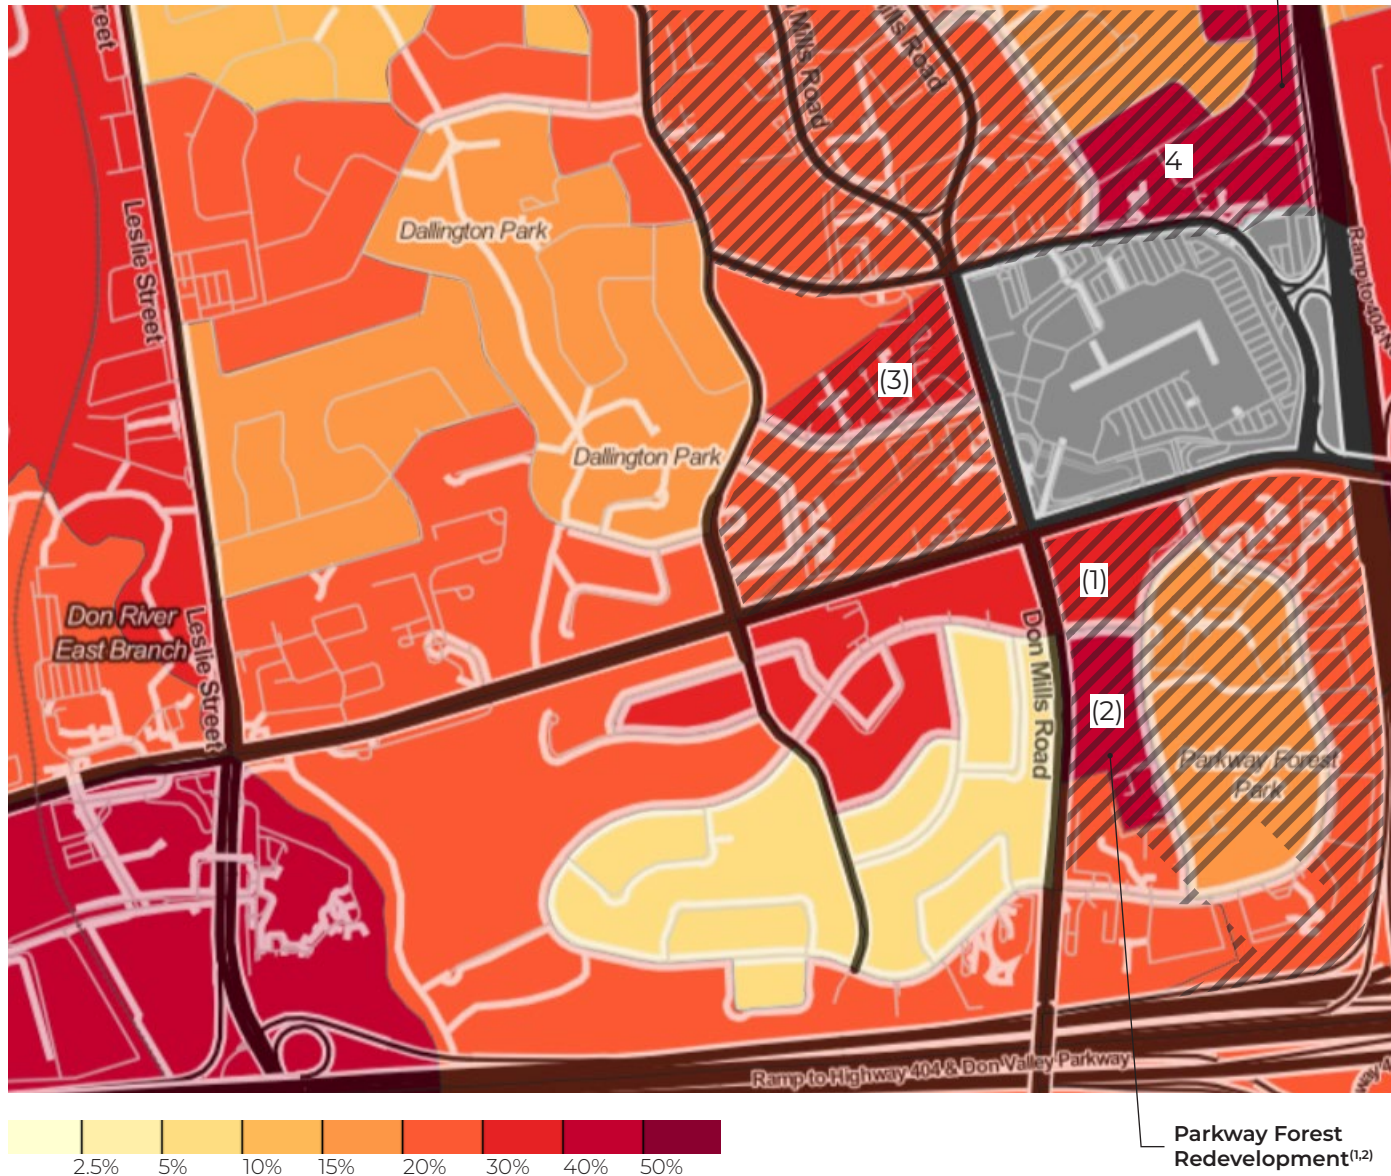 reet
Mills Road
ills Road
4
Leslie Street
Dallington Park
Ramp to 404 N
(3)
Dallington Park
(1)
Don River
East Branch
Leslie Street
Don Mills Road
(2)
Parkway Forest
Park
Ramp to Highway 404 & Don Valley Parkway
way 4
2.5% 5% 10% 15% 20% 30% 40% 50%
Parkway Forest
Redevelopment(1,2)